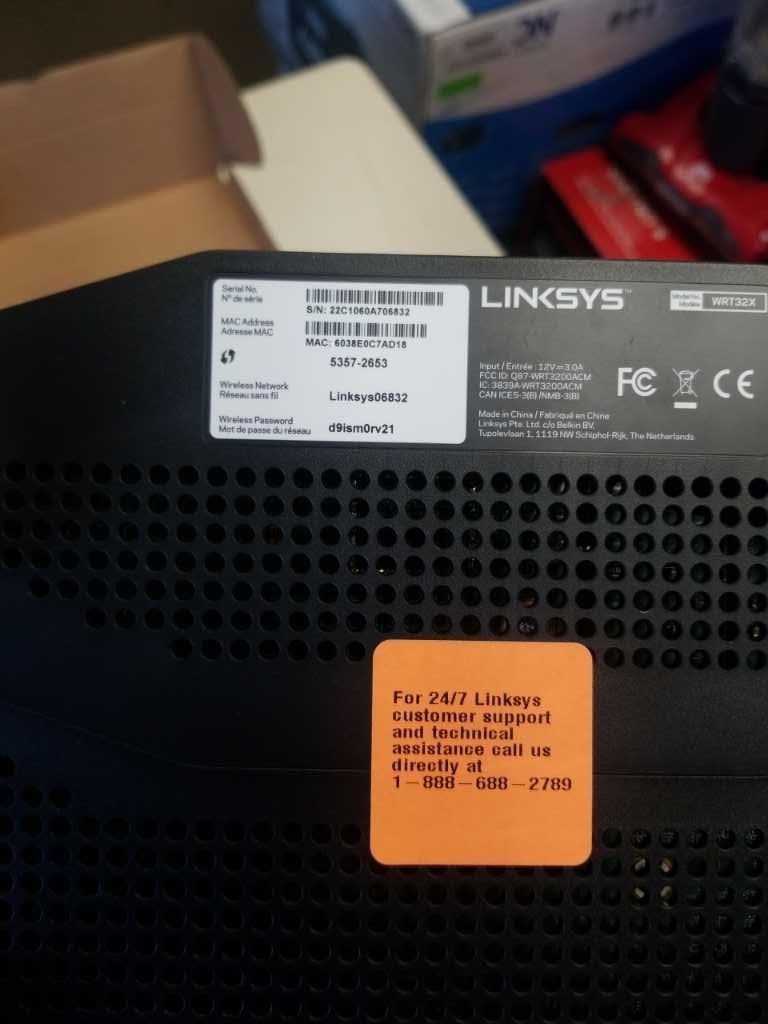 Serial No.
N° de série
S/N: 22C1060A706832
MAC Address
Adresse MAC
MAC: 6038E0C7AD18
5357-2653
Wireless Network
Réseau sans fil
Linksys06832
Wireless Password
Mot de passe du réseau
d9ism0rv21
LINKSYS™
Model No.
Modèle
WRT32X
Input / Entrée : 12V⎓3.0A
FCC ID: Q87-WRT3200ACM
IC: 3839A-WRT3200ACM
CAN ICES-3(B) /NMB-3(B)
FC CE
Made in China / Fabriqué en Chine
Linksys Pte. Ltd. c/o Belkin BV,
Tupolevlaan 1, 1119 NW Schiphol-Rijk, The Netherlands
For 24/7 Linksys
customer support
and technical
assistance call us
directly at
1-888-688-2789